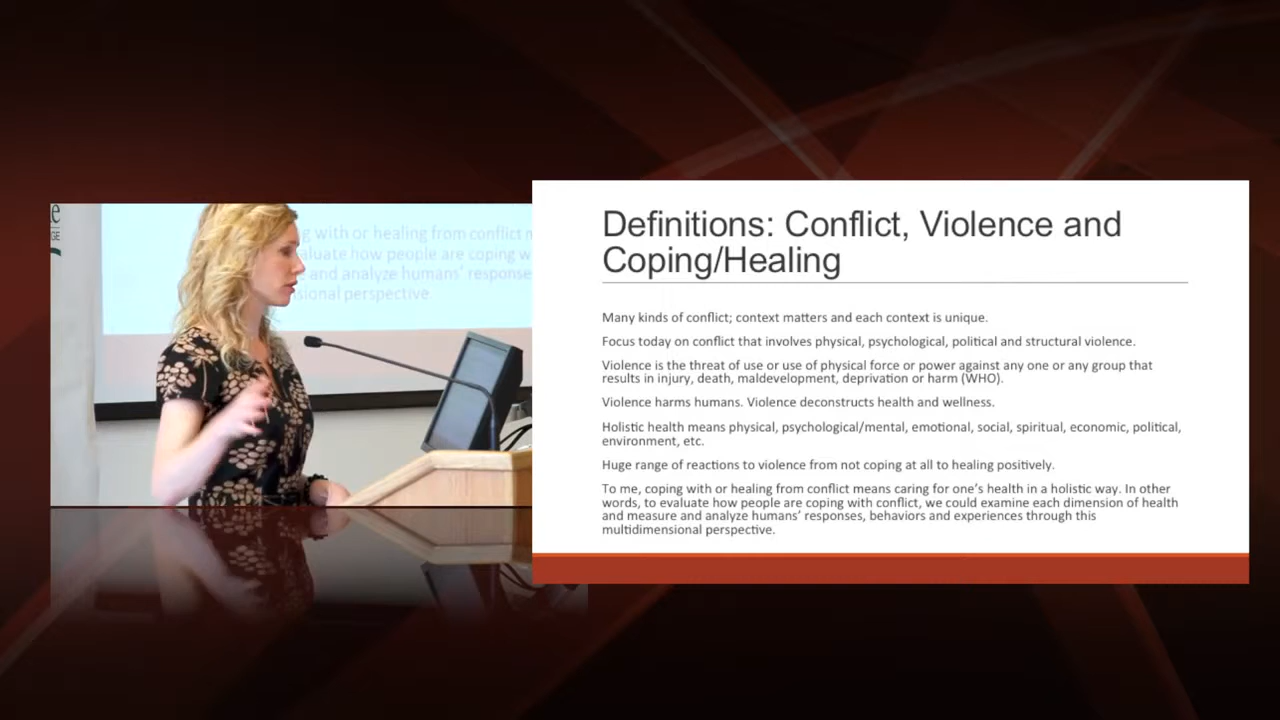 e
GE
g with or healing from conflict
aluate how people are coping w
and analyze humans' response
sional perspective.
Definitions: Conflict, Violence and
Coping/Healing
Many kinds of conflict; context matters and each context is unique.
Focus today on conflict that involves physical, psychological, political and structural violence.
Violence is the threat of use or use of physical force or power against any one or any group that
results in injury, death, maldevelopment, deprivation or harm (WHO).
Violence harms humans. Violence deconstructs health and wellness.
Holistic health means physical, psychological/mental, emotional, social, spiritual, economic, political,
environment, etc.
Huge range of reactions to violence from not coping at all to healing positively.
To me, coping with or healing from conflict means caring for one's health in a holistic way. In other
words, to evaluate how people are coping with conflict, we could examine each dimension of health
and measure and analyze humans' responses, behaviors and experiences through this
multidimensional perspective.